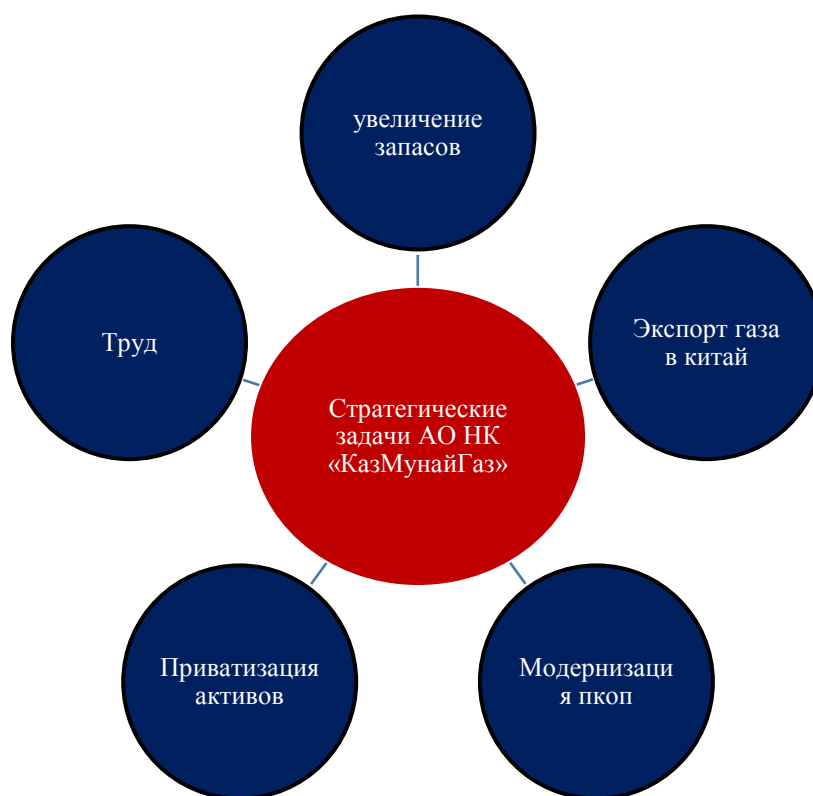 увеличение
запасов
Труд
Экспорт газа
в китай
Стратегические
задачи АО НК
«КазМунайГаз»
Приватизация
активов
Модернизаци
я пкоп